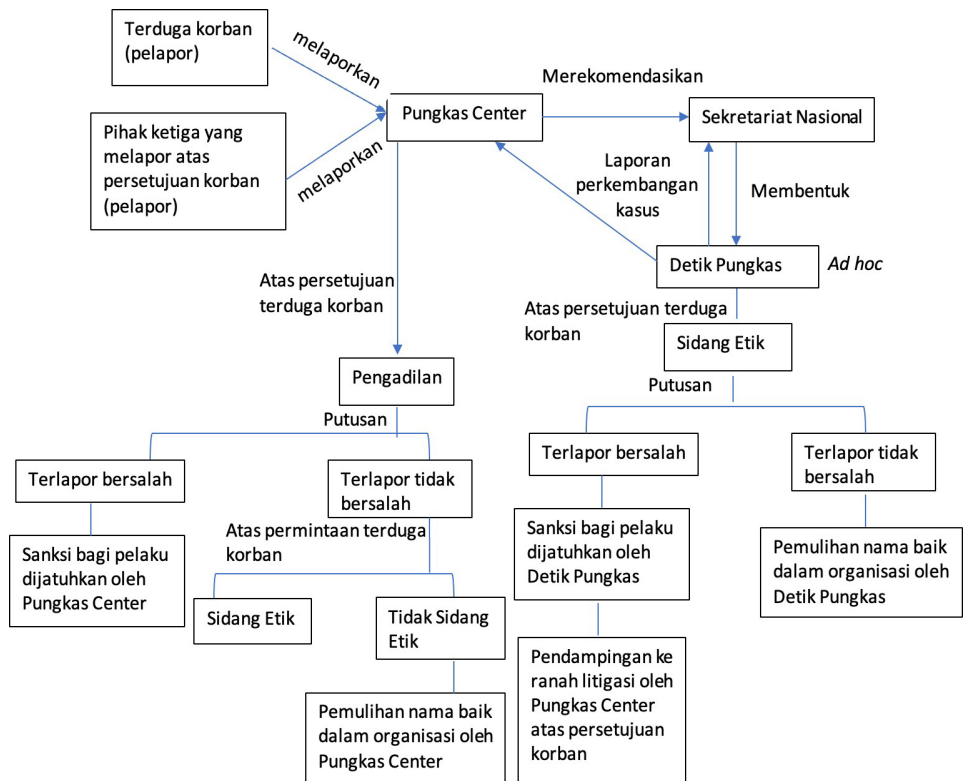 Terduga korban
(pelapor)
melaporkan
Pihak ketiga yang
melapor atas
persetujuan korban
(pelapor)
melaporkan
Pungkas Center
Merekomendasikan
Sekretariat Nasional
Laporan
perkembangan
kasus
Membentuk
Detik Pungkas
Ad hoc
Atas persetujuan
terduga korban
Atas persetujuan terduga
korban
Sidang Etik
Pengadilan
Putusan
Putusan
Terlapor bersalah
Terlapor tidak
bersalah
Terlapor bersalah
Terlapor tidak
bersalah
Sanksi bagi pelaku
dijatuhkan oleh
Pungkas Center
Atas permintaan terduga
korban
Sanksi bagi pelaku
dijatuhkan oleh
Detik Pungkas
Pemulihan nama baik
dalam organisasi oleh
Detik Pungkas
Sidang Etik
Tidak Sidang
Etik
Pendampingan ke
ranah litigasi oleh
Pungkas Center
atas persetujuan
korban
Pemulihan nama baik
dalam organisasi oleh
Pungkas Center